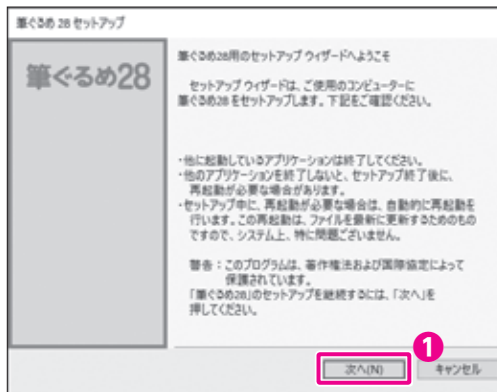 筆ぐるめ 28 セットアップ
筆ぐるめ28
筆ぐるめ28用のセットアップ ウィザードへようこそ
セットアップ ウィザードは、ご使用のコンピューターに
筆ぐるめ28 をセットアップします。下記をご確認ください。
・他に起動しているアプリケーションは終了してください。
・他のアプリケーションを終了しないと、セットアップ終了後に、
再起動が必要な場合があります。
・セットアップ中に、再起動が必要な場合は、自動的に再起動を
行います。この再起動は、ファイルを最新に更新するためのもの
ですので、システム上、特に問題ございません。
警告：このプログラムは、著作権法および国際協定によって
保護されています。
「筆ぐるめ28」のセットアップを継続するには、「次へ」を
押してください。
1
次へ(N)
キャンセル